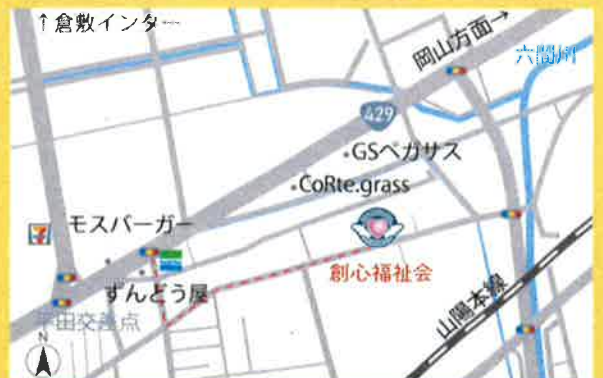 ↑倉敷インター
岡山方面→
六間川
429
・GSペガサス
・CoRte.grass
モスバーガー
7
創心福祉会
ずんどう屋
平田交差点
山陽本線
N